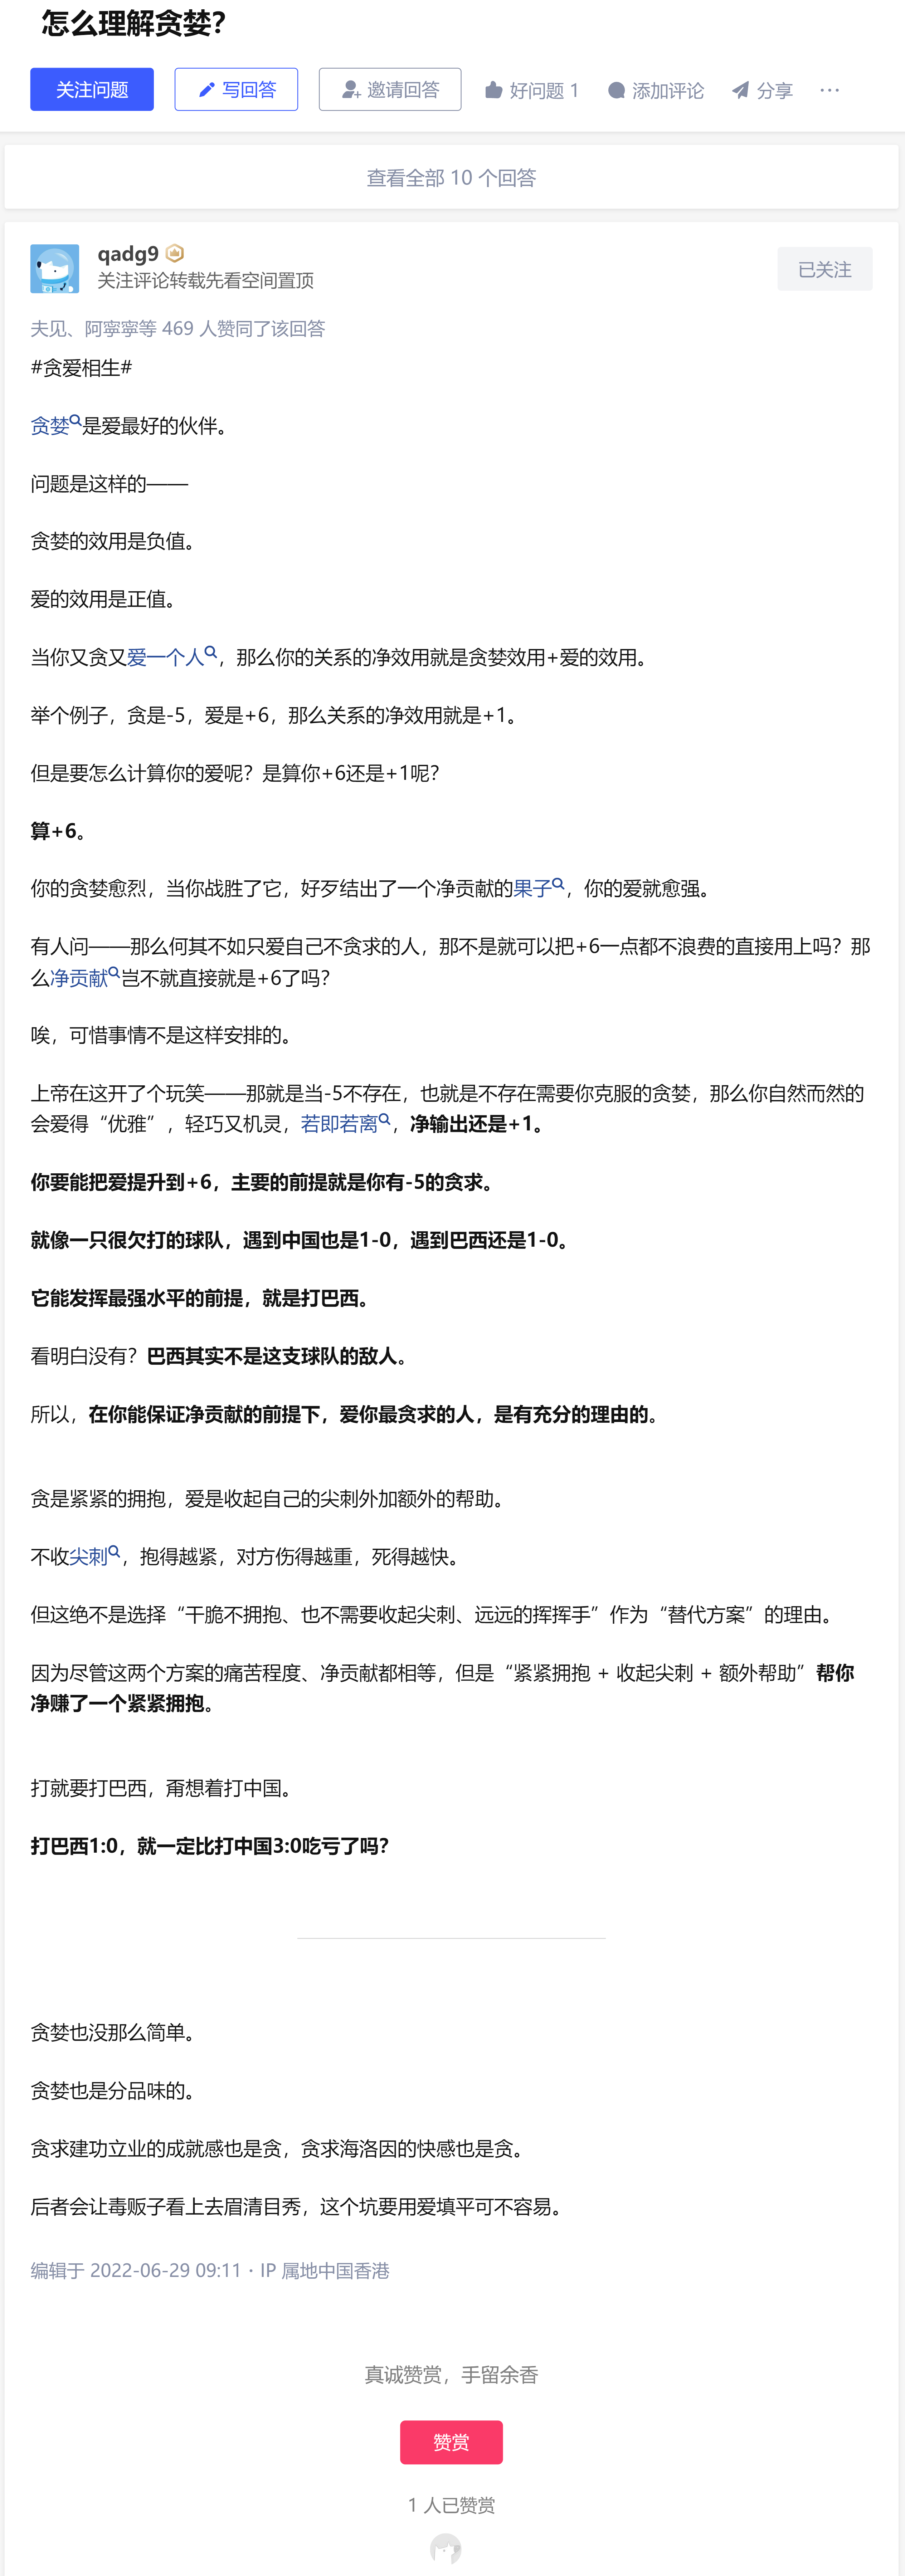 怎么理解贪婪？
关注问题 写回答 邀请回答 好问题 1 添加评论 分享 ···
查看全部 10 个回答
qadg9
关注评论转载先看空间置顶
已关注
夫见、阿寧寧等 469 人赞同了该回答
#贪爱相生#
贪婪是爱最好的伙伴。
问题是这样的——
贪婪的效用是负值。
爱的效用是正值。
当你又贪又爱一个人，那么你的关系的净效用就是贪婪效用+爱的效用。
举个例子，贪是-5，爱是+6，那么关系的净效用就是+1。
但是要怎么计算你的爱呢？是算你+6还是+1呢？
算+6。
你的贪婪愈烈，当你战胜了它，好歹结出了一个净贡献的果子，你的爱就愈强。
有人问——那么何其不如只爱自己不贪求的人，那不是就可以把+6一点都不浪费的直接用上吗？那
么净贡献岂不就直接就是+6了吗？
唉，可惜事情不是这样安排的。
上帝在这开了个玩笑——那就是当-5不存在，也就是不存在需要你克服的贪婪，那么你自然而然的
会爱得“优雅”，轻巧又机灵，若即若离，净输出还是+1。
你要能把爱提升到+6，主要的前提就是你有-5的贪求。
就像一只很欠打的球队，遇到中国也是1-0，遇到巴西还是1-0。
它能发挥最强水平的前提，就是打巴西。
看明白没有？巴西其实不是这支球队的敌人。
所以，在你能保证净贡献的前提下，爱你最贪求的人，是有充分的理由的。
贪是紧紧的拥抱，爱是收起自己的尖刺外加额外的帮助。
不收尖刺，抱得越紧，对方伤得越重，死得越快。
但这绝不是选择“干脆不拥抱、也不需要收起尖刺、远远的挥挥手”作为“替代方案”的理由。
因为尽管这两个方案的痛苦程度、净贡献都相等，但是“紧紧拥抱 + 收起尖刺 + 额外帮助”帮你
净赚了一个紧紧拥抱。
打就要打巴西，甭想着打中国。
打巴西1:0，就一定比打中国3:0吃亏了吗？
贪婪也没那么简单。
贪婪也是分品味的。
贪求建功立业的成就感也是贪，贪求海洛因的快感也是贪。
后者会让毒贩子看上去眉清目秀，这个坑要用爱填平可不容易。
编辑于 2022-06-29 09:11・IP 属地中国香港
真诚赞赏，手留余香
赞赏
1 人已赞赏